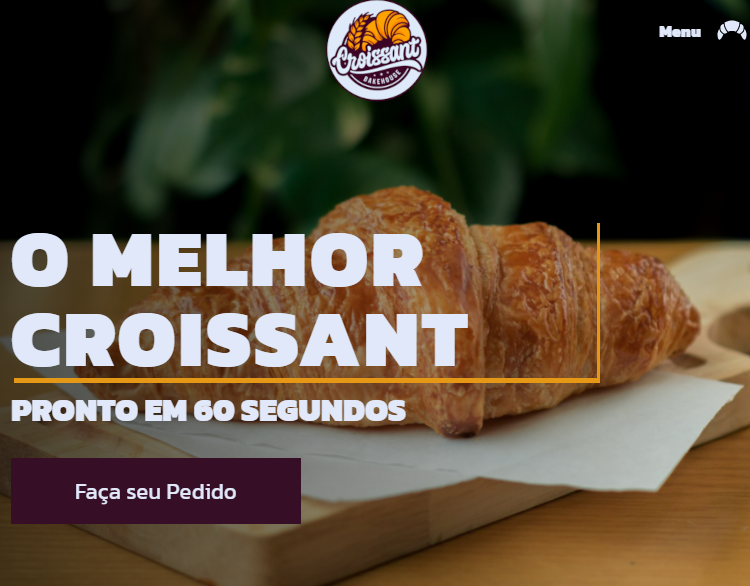 Croissant
BAKEHOUSE
Menu
O MELHOR
CROISSANT
PRONTO EM 60 SEGUNDOS
Faça seu Pedido